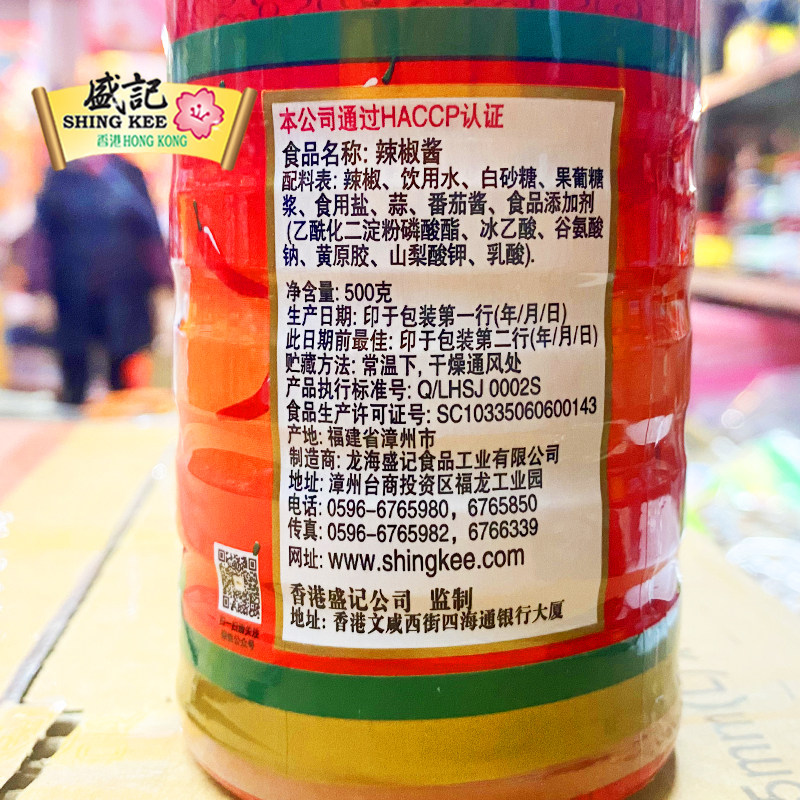 盛記
SHING KEE
香港 HONG KONG
本公司通过HACCP认证
食品名称: 辣椒酱
配料表: 辣椒、饮用水、白砂糖、果葡糖
浆、食用盐、蒜、番茄酱、食品添加剂
(乙酰化二淀粉磷酸酯、冰乙酸、谷氨酸
钠、黄原胶、山梨酸钾、乳酸).
净含量: 500克
生产日期: 印于包装第一行(年/月/日)
此日期前最佳: 印于包装第二行(年/月/日)
贮藏方法: 常温下, 干燥通风处
产品执行标准号: Q/LHSJ 0002S
食品生产许可证号: SC10335060600143
产地: 福建省漳州市
制造商: 龙海盛记食品工业有限公司
地址: 漳州台商投资区福龙工业园
电话: 0596-6765980, 6765850
传真: 0596-6765982, 6766339
网址: www.shingkee.com
香港盛记公司 监制
地址: 香港文咸西街四海通银行大厦
5mm(L)